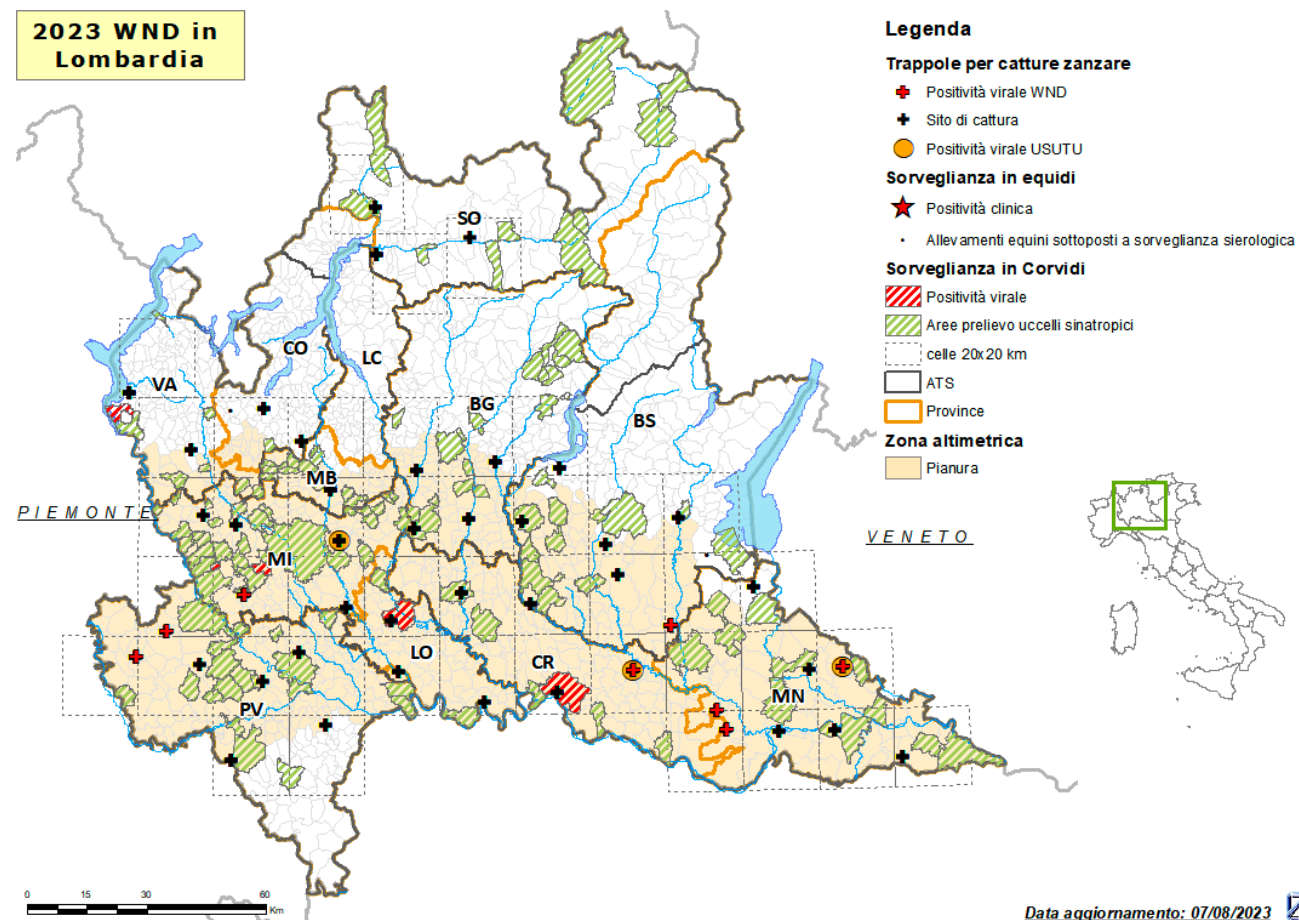 2023 WND in
Lombardia
Legenda
Trappole per catture zanzare
Positività virale WND
Sito di cattura
Positività virale USUTU
Sorveglianza in equidi
Positività clinica
Allevamenti equini sottoposti a sorveglianza sierologica
Sorveglianza in Corvidi
Positività virale
Aree prelievo uccelli sinatropici
celle 20x20 km
ATS
Province
Zona altimetrica
Pianura
SO
CO
LC
VA
BG
BS
MB
PIEMONTE
VENETO
MI
LO
CR
MN
PV
0 15 30 60
Km
Data aggiornamento: 07/08/2023